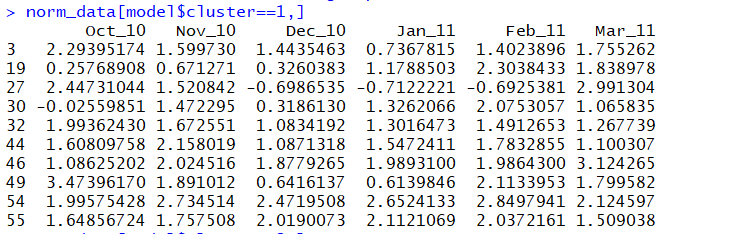 > norm_data[model$cluster==1,]
Oct_10 Nov_10 Dec_10 Jan_11 Feb_11 Mar_11
3 2.29395174 1.599730 1.4435463 0.7367815 1.4023896 1.755262
19 0.25768908 0.671271 0.3260383 1.1788503 2.3038433 1.838978
27 2.44731044 1.520842 -0.6986535 -0.7122221 -0.6925381 2.991304
30 -0.02559851 1.472295 0.3186130 1.3262066 2.0753057 1.065835
32 1.99362430 1.672551 1.0834192 1.3016473 1.4912653 1.267739
44 1.60809758 2.158019 1.0871318 1.5472411 1.7832855 1.100307
46 1.08625202 2.024516 1.8779265 1.9893100 1.9864300 3.124265
49 3.47396170 1.891012 0.6416137 0.6139846 2.1133953 1.799582
54 1.99575428 2.734514 2.4719508 2.6524133 2.8497941 2.124597
55 1.64856724 1.757508 2.0190073 2.1121069 2.0372161 1.509038